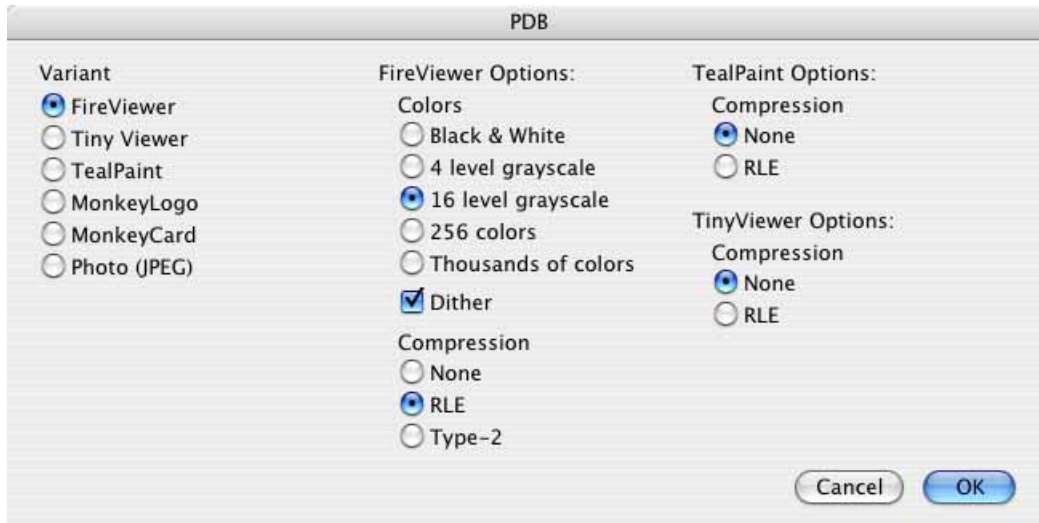 PDB
Variant
FireViewer
Tiny Viewer
TealPaint
MonkeyLogo
MonkeyCard
Photo (JPEG)
FireViewer Options:
Colors
Black & White
4 level grayscale
16 level grayscale
256 colors
Thousands of colors
Dither
Compression
None
RLE
Type-2
TealPaint Options:
Compression
None
RLE
TinyViewer Options:
Compression
None
RLE
Cancel
OK